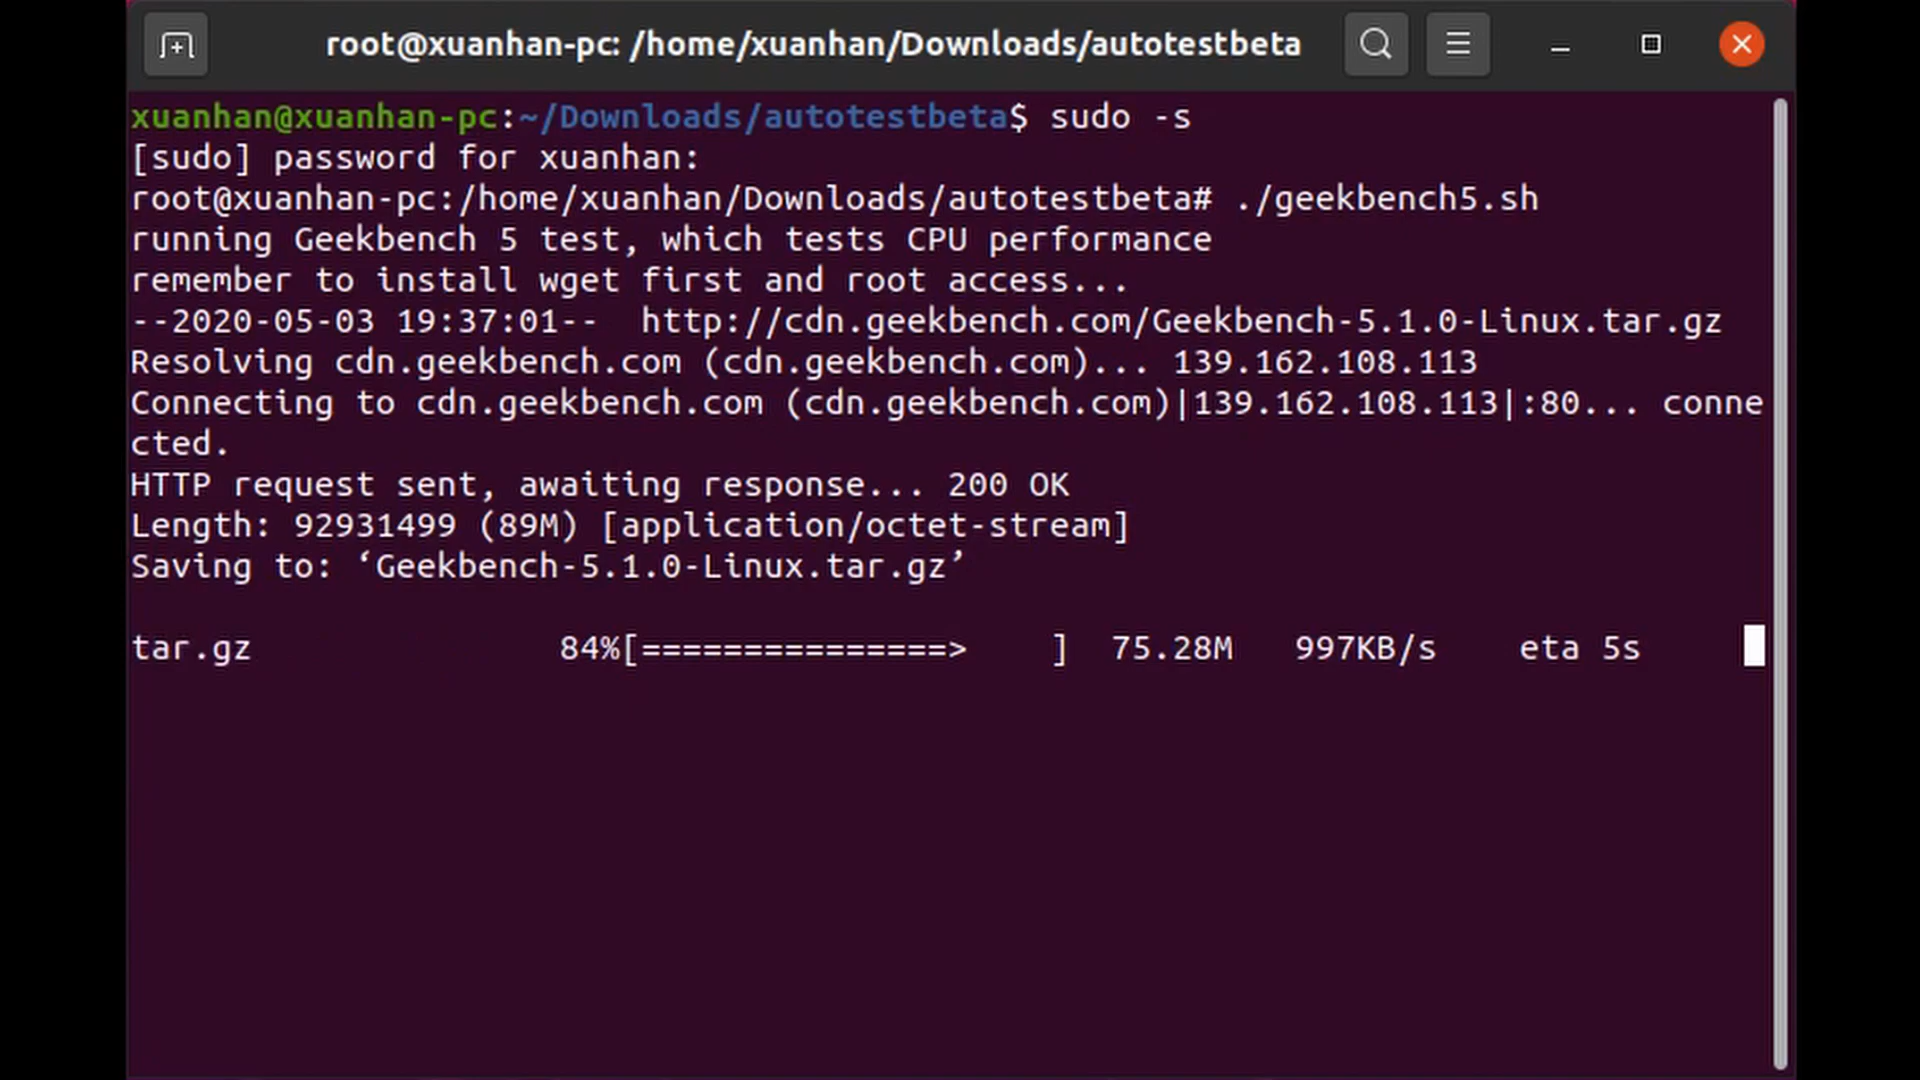 root@xuanhan-pc: /home/xuanhan/Downloads/autotestbeta
xuanhan@xuanhan-pc:~/Downloads/autotestbeta$ sudo -s
[sudo] password for xuanhan:
root@xuanhan-pc:/home/xuanhan/Downloads/autotestbeta# ./geekbench5.sh
running Geekbench 5 test, which tests CPU performance
remember to install wget first and root access...
--2020-05-03 19:37:01--  http://cdn.geekbench.com/Geekbench-5.1.0-Linux.tar.gz
Resolving cdn.geekbench.com (cdn.geekbench.com)... 139.162.108.113
Connecting to cdn.geekbench.com (cdn.geekbench.com)|139.162.108.113|:80... conne
cted.
HTTP request sent, awaiting response... 200 OK
Length: 92931499 (89M) [application/octet-stream]
Saving to: ‘Geekbench-5.1.0-Linux.tar.gz’
tar.gz               84%[===============>    ]  75.28M   997KB/s    eta 5s